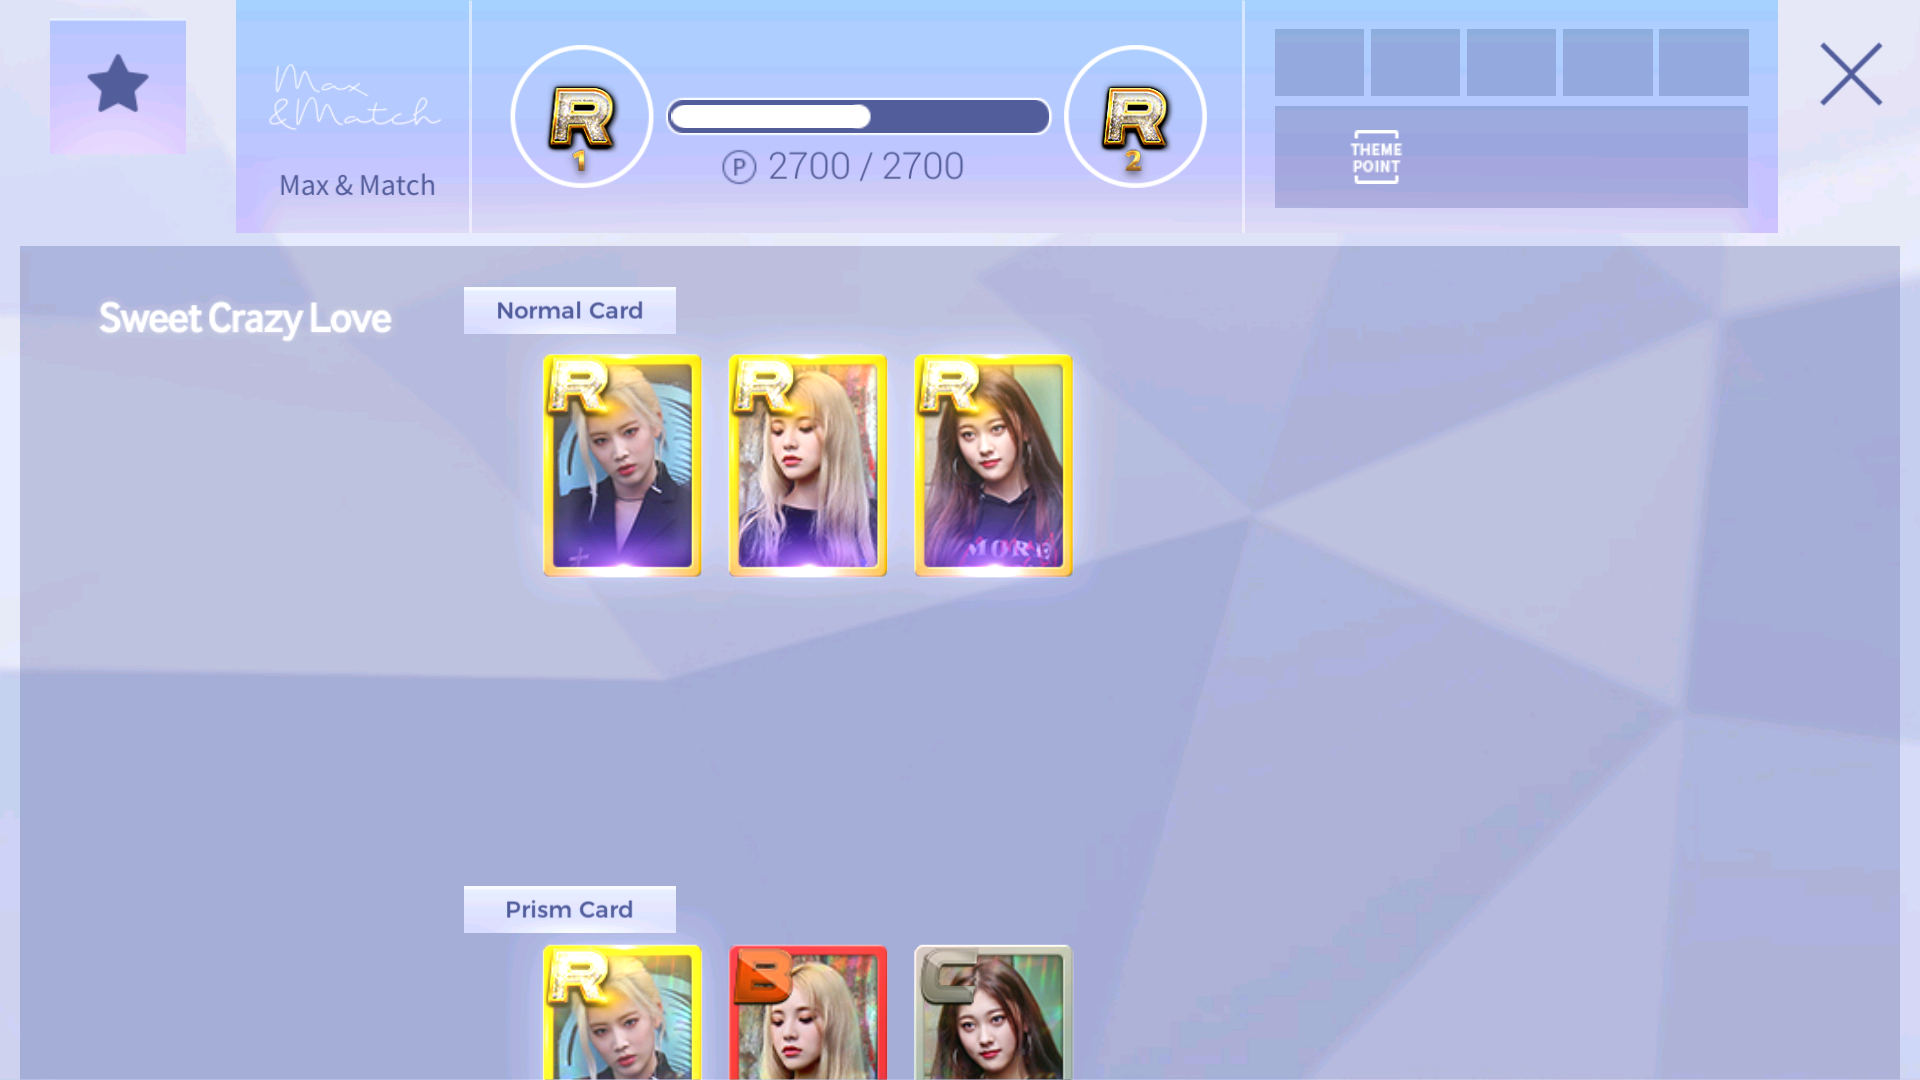 Max
&Match
Max & Match
R
1
P 2700 / 2700
R
2
THEME
POINT
Sweet Crazy Love
Normal Card
R
R
R
MORE
Prism Card
R
B
C